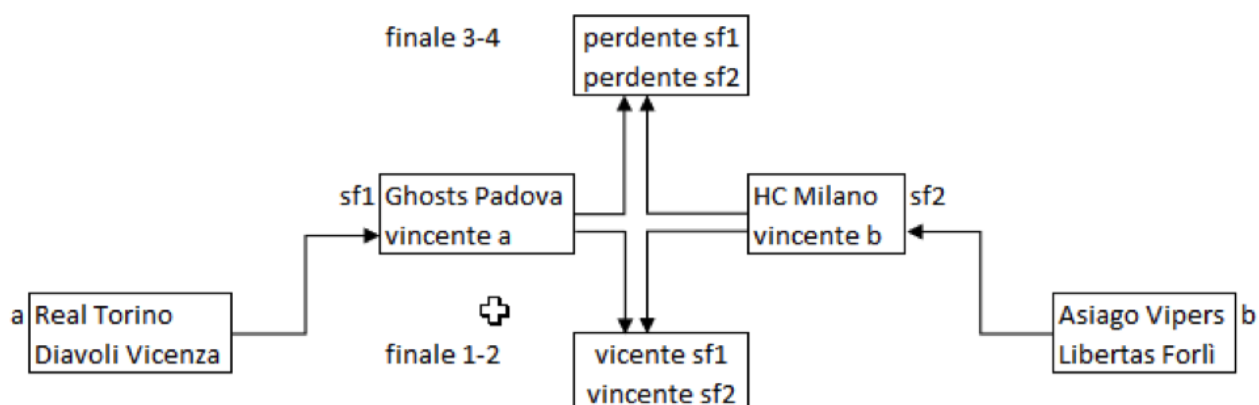 finale 3-4
perdente sf1
perdente sf2
sf1
Ghosts Padova
vincente a
HC Milano
vincente b
sf2
a
Real Torino
Diavoli Vicenza
finale 1-2
vicente sf1
vincente sf2
Asiago Vipers
Libertas Forlì
b